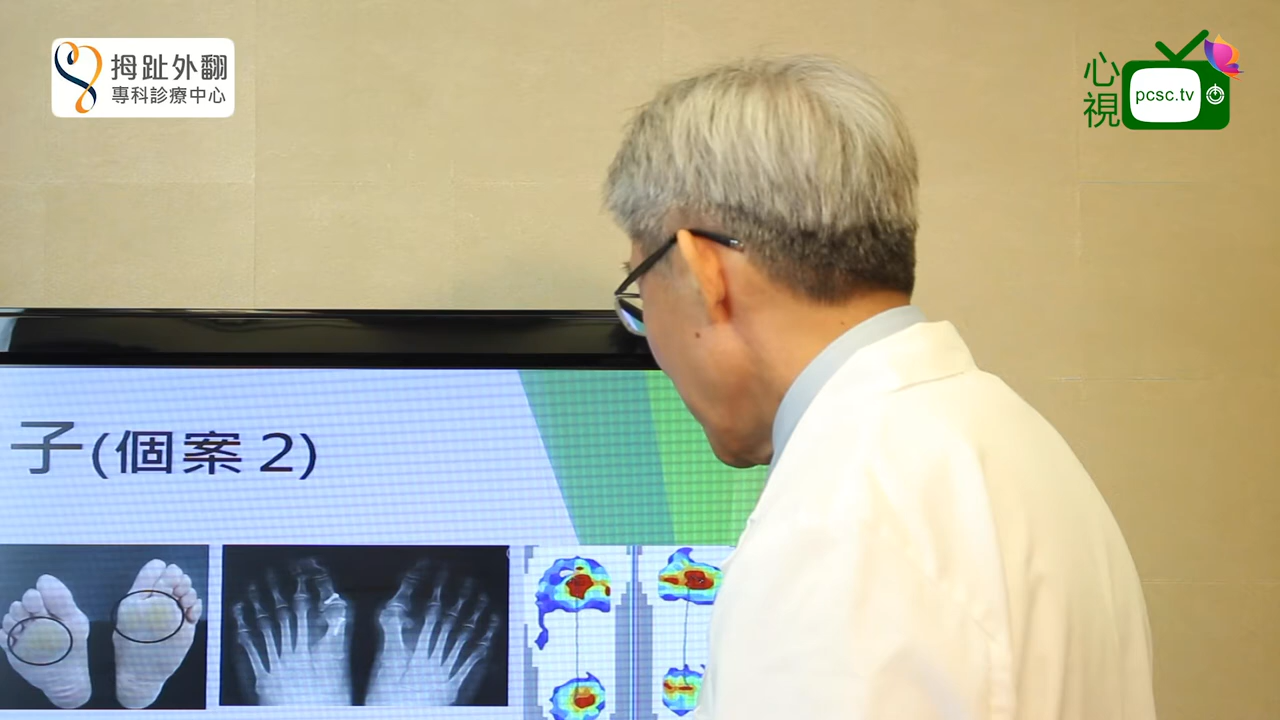 拇趾外翻
專科診療中心
心視
pcsc.tv
子(個案2)